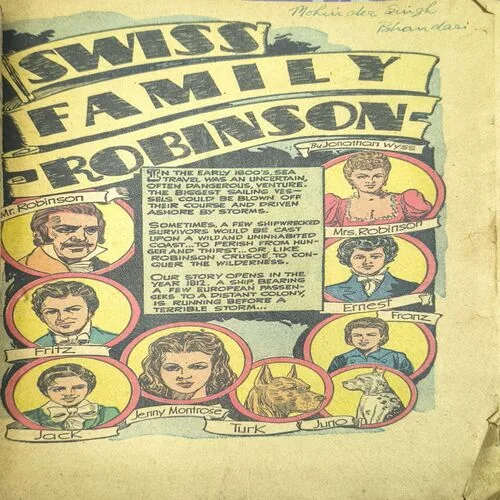 Mohinder Singh
Bhandari
SWISS
FAMILY
ROBINSON
By Jonathan Wyss
IN THE EARLY 1800'S, SEA
TRAVEL WAS AN UNCERTAIN,
OFTEN DANGEROUS, VENTURE.
THE BIGGEST SAILING VES-
SELS COULD BE BLOWN OFF
THEIR COURSE AND DRIVEN
ASHORE BY STORMS.
SOMETIMES, A FEW SHIPWRECKED
SURVIVORS WOULD BE CAST
UPON A WILD AND UNINHABITED
COAST...TO PERISH FROM HUN-
GER AND THIRST...OR, LIKE
ROBINSON CRUSOE, TO CON-
QUER THE WILDERNESS.
OUR STORY OPENS IN THE
YEAR 1812. A SHIP, BEARING
A FEW EUROPEAN PASSEN-
GERS TO A DISTANT COLONY,
IS RUNNING BEFORE A
TERRIBLE STORM...
Mr. Robinson
Mrs. Robinson
Ernest
Franz
Fritz
Jack
Jenny Montrose
Turk
Juno